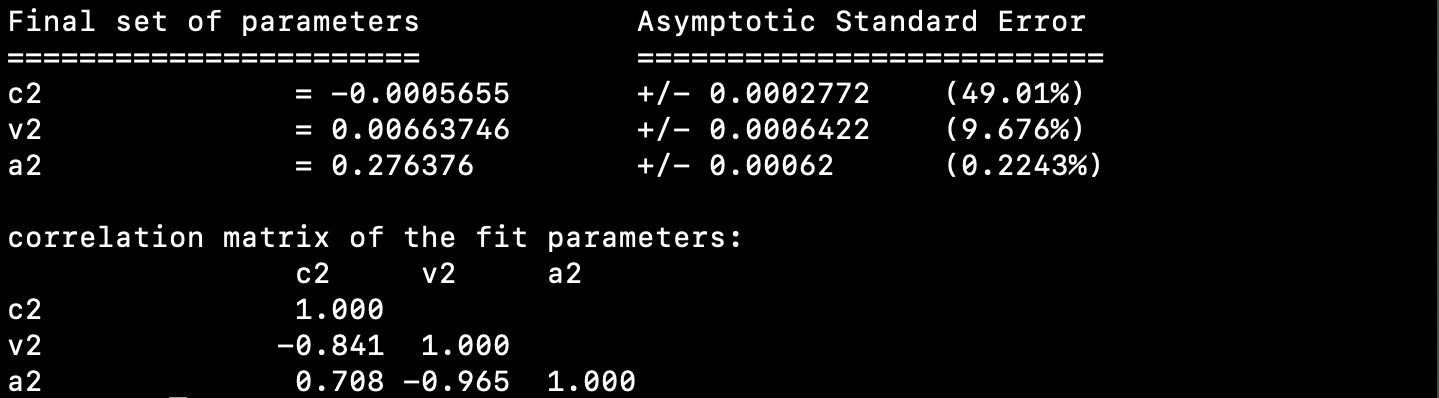 Final set of parameters            Asymptotic Standard Error
=======================            ==========================
c2              = -0.0005655       +/- 0.0002772    (49.01%)
v2              = 0.00663746       +/- 0.0006422    (9.676%)
a2              = 0.276376         +/- 0.00062      (0.2243%)

correlation matrix of the fit parameters:
                c2     v2     a2
c2              1.000
v2             -0.841  1.000
a2              0.708 -0.965  1.000